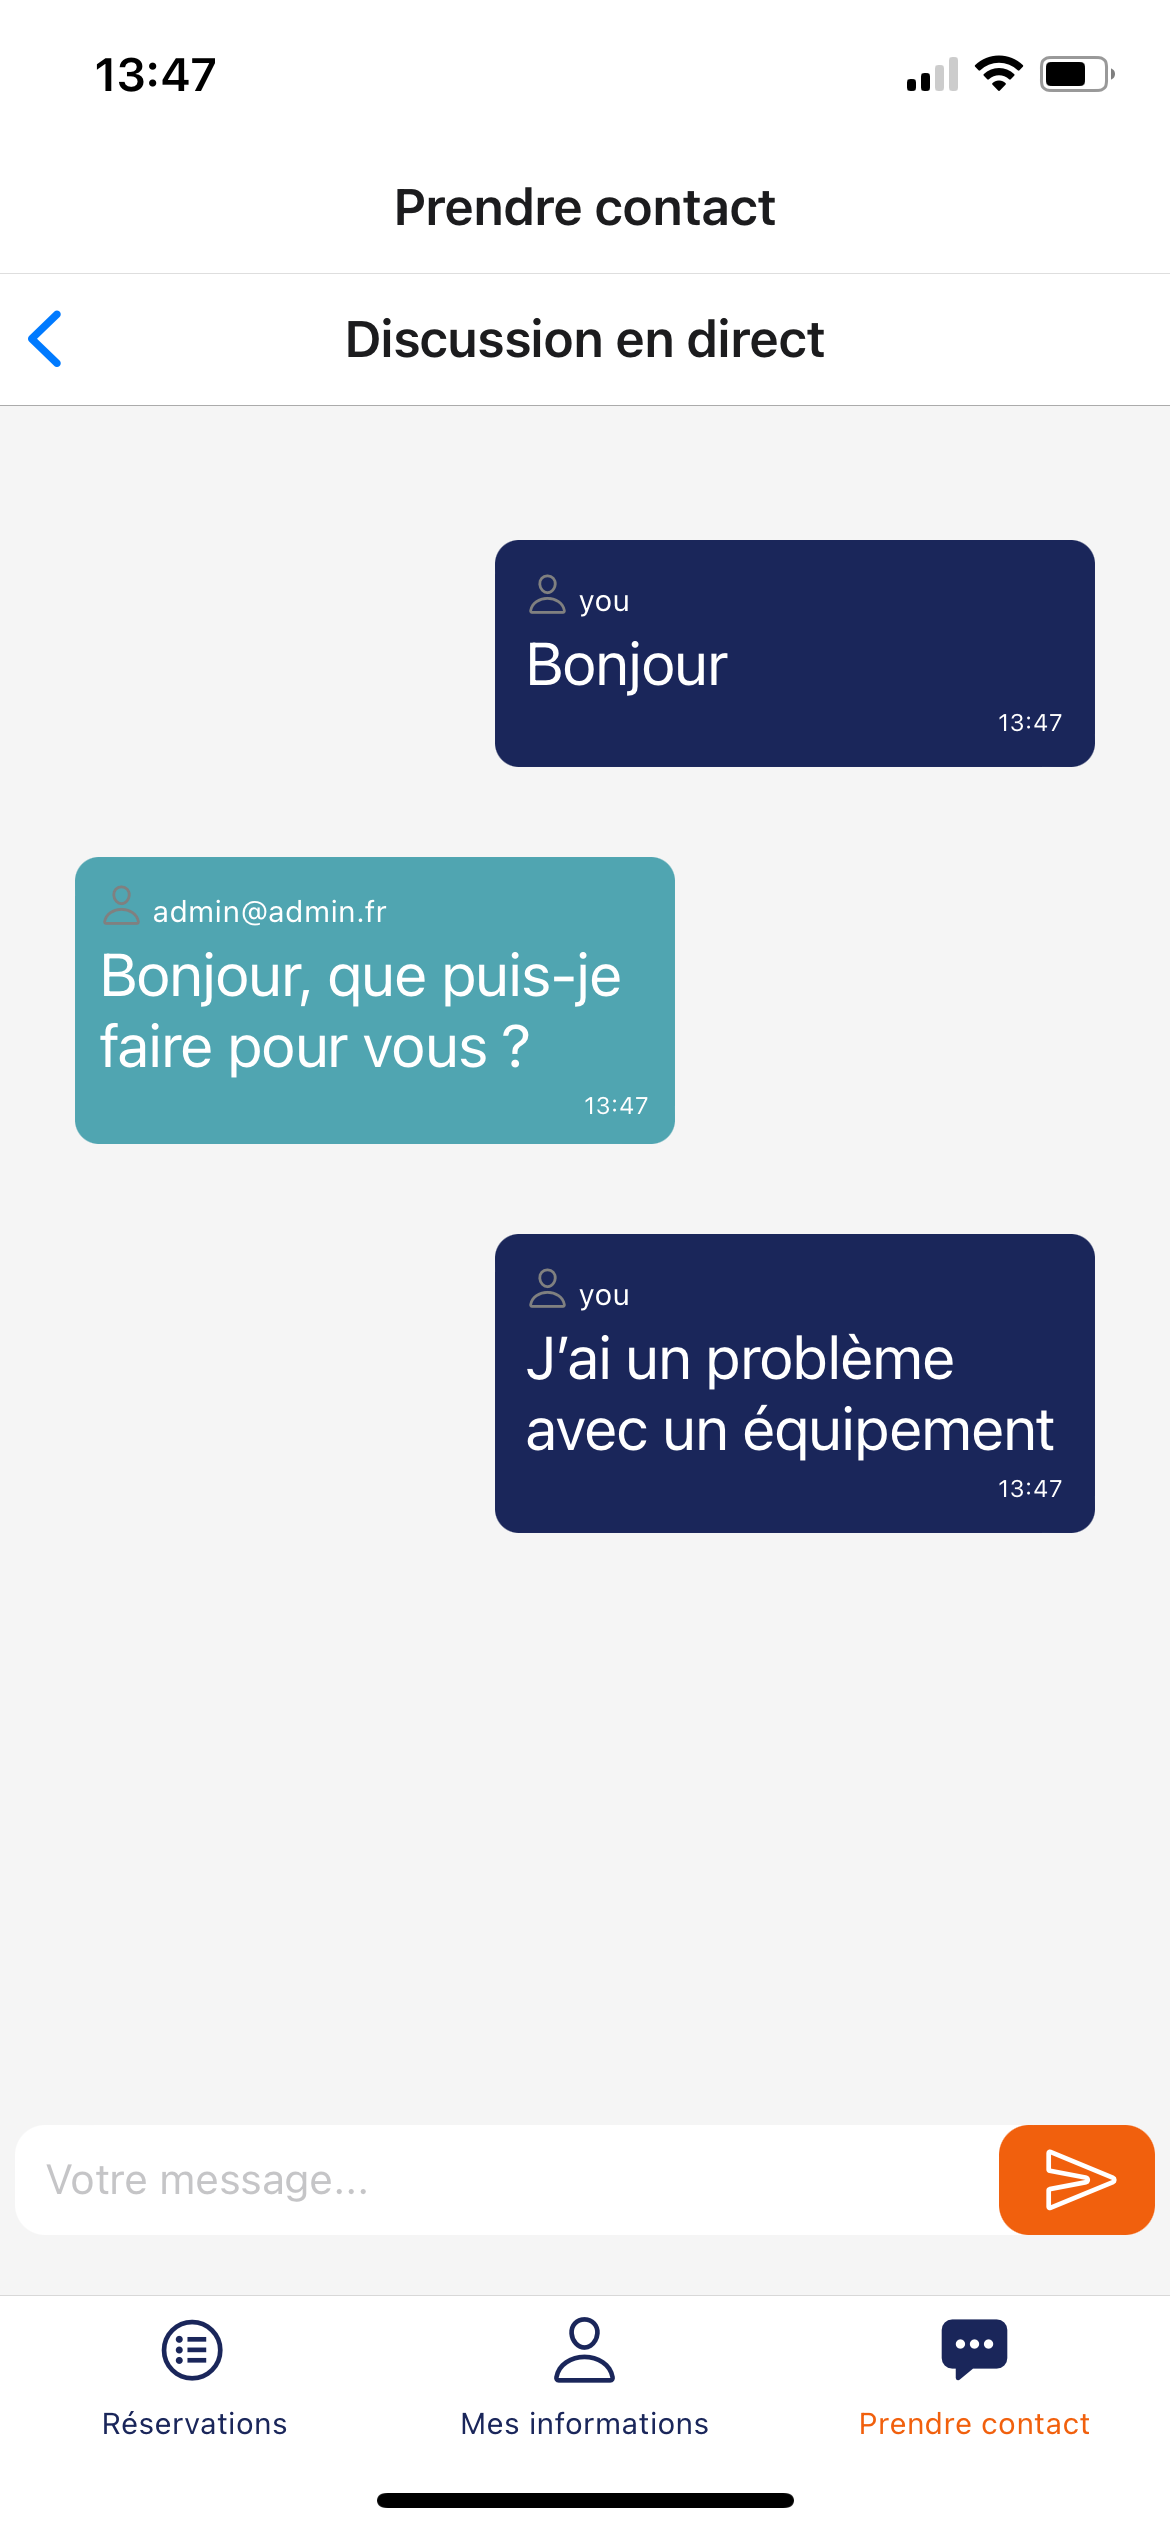 13:47
Prendre contact
Discussion en direct
you
Bonjour
13:47
admin@admin.fr
Bonjour, que puis-je
faire pour vous ?
13:47
you
J’ai un problème
avec un équipement
13:47
Votre message...
Réservations
Mes informations
Prendre contact